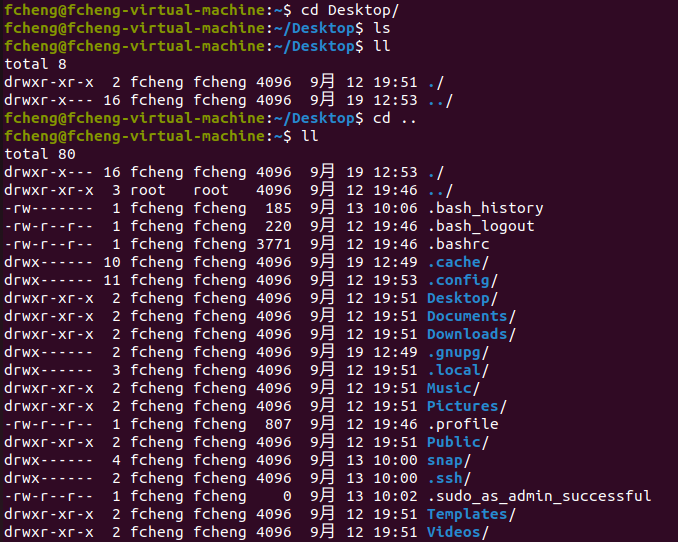 fcheng@fcheng-virtual-machine:~$ cd Desktop/
fcheng@fcheng-virtual-machine:~/Desktop$ ls
fcheng@fcheng-virtual-machine:~/Desktop$ ll
total 8
drwxr-xr-x  2 fcheng fcheng 4096  9月 12 19:51 ./
drwxr-x--- 16 fcheng fcheng 4096  9月 19 12:53 ../
fcheng@fcheng-virtual-machine:~/Desktop$ cd ..
fcheng@fcheng-virtual-machine:~$ ll
total 80
drwxr-x--- 16 fcheng fcheng 4096  9月 19 12:53 ./
drwxr-xr-x  3 root   root   4096  9月 12 19:46 ../
-rw-------  1 fcheng fcheng  185  9月 13 10:06 .bash_history
-rw-r--r--  1 fcheng fcheng  220  9月 12 19:46 .bash_logout
-rw-r--r--  1 fcheng fcheng 3771  9月 12 19:46 .bashrc
drwx------ 10 fcheng fcheng 4096  9月 19 12:49 .cache/
drwx------ 11 fcheng fcheng 4096  9月 12 19:53 .config/
drwxr-xr-x  2 fcheng fcheng 4096  9月 12 19:51 Desktop/
drwxr-xr-x  2 fcheng fcheng 4096  9月 12 19:51 Documents/
drwxr-xr-x  2 fcheng fcheng 4096  9月 12 19:51 Downloads/
drwx------  2 fcheng fcheng 4096  9月 19 12:49 .gnupg/
drwx------  3 fcheng fcheng 4096  9月 12 19:51 .local/
drwxr-xr-x  2 fcheng fcheng 4096  9月 12 19:51 Music/
drwxr-xr-x  2 fcheng fcheng 4096  9月 12 19:51 Pictures/
-rw-r--r--  1 fcheng fcheng  807  9月 12 19:46 .profile
drwxr-xr-x  2 fcheng fcheng 4096  9月 12 19:51 Public/
drwx------  4 fcheng fcheng 4096  9月 13 10:00 snap/
drwx------  2 fcheng fcheng 4096  9月 13 10:00 .ssh/
-rw-r--r--  1 fcheng fcheng    0  9月 13 10:02 .sudo_as_admin_successful
drwxr-xr-x  2 fcheng fcheng 4096  9月 12 19:51 Templates/
drwxr-xr-x  2 fcheng fcheng 4096  9月 12 19:51 Videos/